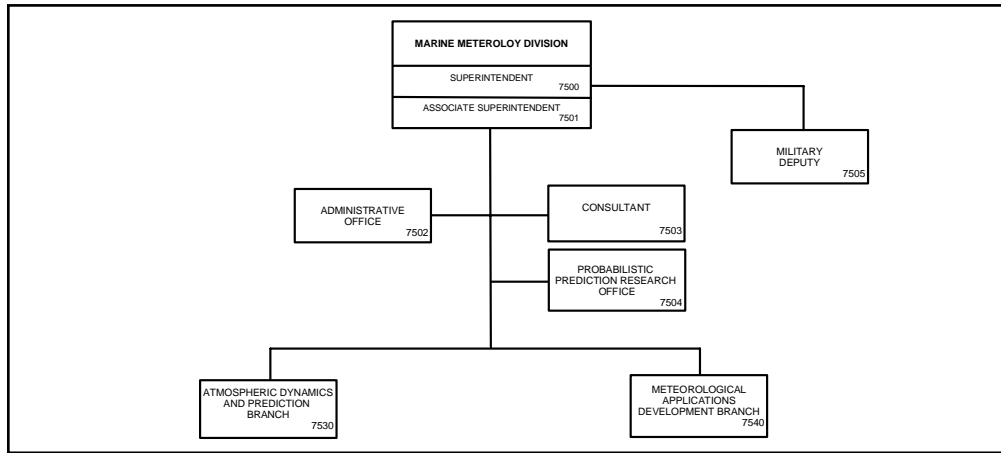 MARINE METEROLOY DIVISION
SUPERINTENDENT
7500
ASSOCIATE SUPERINTENDENT
7501
MILITARY
DEPUTY
7505
ADMINISTRATIVE
OFFICE
7502
CONSULTANT
7503
PROBABILISTIC
PREDICTION RESEARCH
OFFICE
7504
ATMOSPHERIC DYNAMICS
AND PREDICTION
BRANCH
7530
METEOROLOGICAL
APPLICATIONS
DEVELOPMENT BRANCH
7540